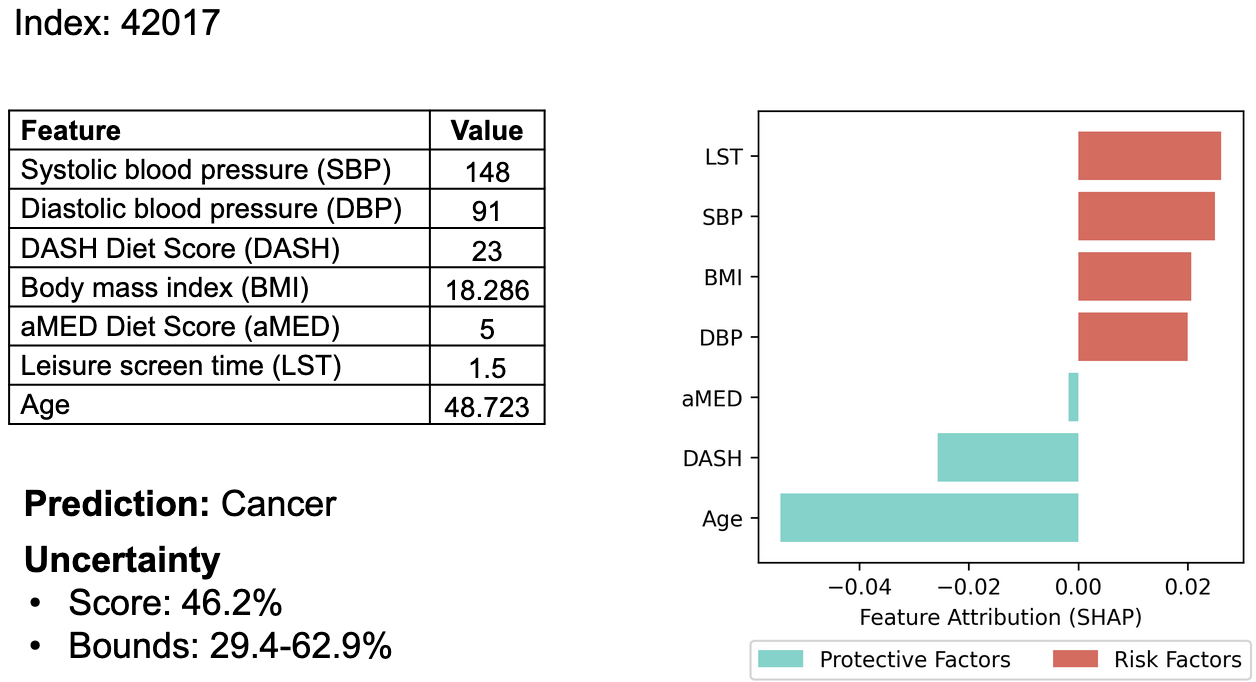 Index: 42017
Feature Value
Systolic blood pressure (SBP) 148
Diastolic blood pressure (DBP) 91
DASH Diet Score (DASH) 23
Body mass index (BMI) 18.286
aMED Diet Score (aMED) 5
Leisure screen time (LST) 1.5
Age 48.723
Prediction: Cancer
Uncertainty
• Score: 46.2%
• Bounds: 29.4-62.9%
LST
SBP
BMI
DBP
aMED
DASH
Age
−0.04 −0.02 0.00 0.02
Feature Attribution (SHAP)
Protective Factors Risk Factors